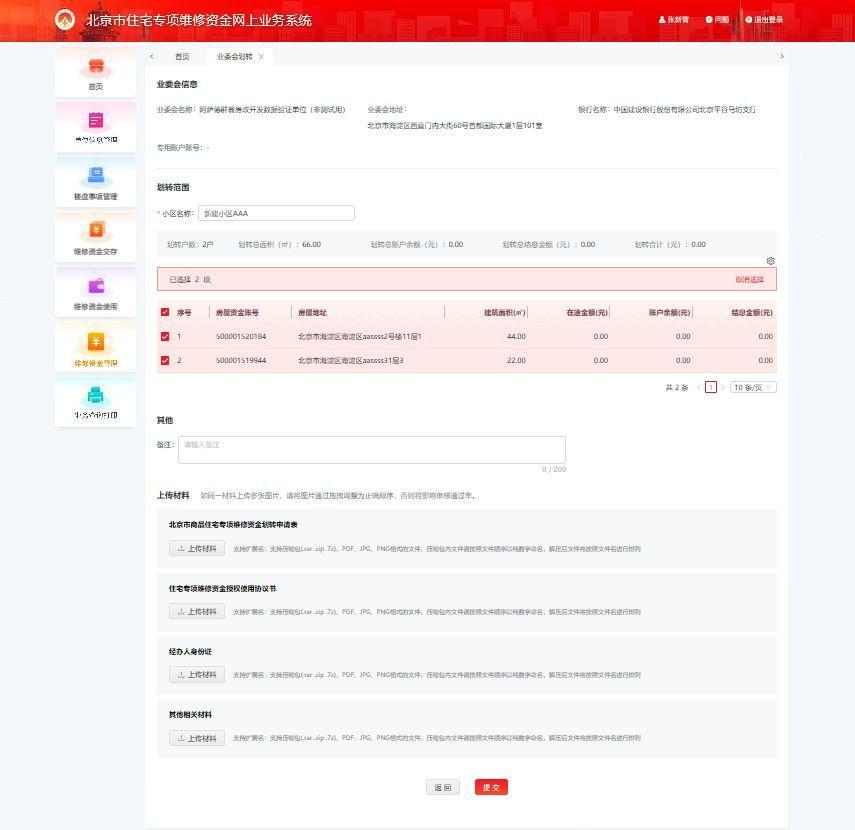 北京市住宅专项维修资金网上业务系统
张新霄 问题 退出登录
首页 业委会划转
首页
楼盘事项管理
维修资金交存
维修资金使用
维修资金管理
业委会信息
业委会名称： 银行名称：中国建设银行股份有限公司北京平谷马坊支行
业委会地址：
北京市海淀区西直门内大街60号首都国际大厦1层101室
专用账户账号：-
划转范围
* 小区名称： 新建小区AAA
划转户数：2户 划转总面积（㎡）：66.00 划转总账户余额（元）：0.00 划转总结息金额（元）：0.00 划转合计（元）：0.00
已选择 2 项 取消选择
序号 房屋资金账号 房屋地址 建筑面积(㎡) 在途金额(元) 账户余额(元) 结息金额(元)
1 500001520184 北京市海淀区海淀区aassss2号楼11层1 44.00 0.00 0.00 0.00
2 500001519944 北京市海淀区海淀区aassss31层3 22.00 0.00 0.00 0.00
共 2 条 < 1 > 10 条/页
其他
备注： 请输入备注
0 / 200
上传材料 如同一材料上传多张图片，请将图片通过拖拽调整为正确顺序，否则将影响审核通过率。
北京市商品住宅专项维修资金划转申请表
上传材料 支持扩展名：支持压缩包(.rar .zip .7z)、PDF、JPG、PNG格式的文件，压缩包内文件请按照文件顺序以纯数字命名，解压后文件将按照文件名进行排列
住宅专项维修资金授权使用协议书
上传材料 支持扩展名：支持压缩包(.rar .zip .7z)、PDF、JPG、PNG格式的文件，压缩包内文件请按照文件顺序以纯数字命名，解压后文件将按照文件名进行排列
经办人身份证
上传材料 支持扩展名：支持压缩包(.rar .zip .7z)、PDF、JPG、PNG格式的文件，压缩包内文件请按照文件顺序以纯数字命名，解压后文件将按照文件名进行排列
其他相关材料
上传材料 支持扩展名：支持压缩包(.rar .zip .7z)、PDF、JPG、PNG格式的文件，压缩包内文件请按照文件顺序以纯数字命名，解压后文件将按照文件名进行排列
返 回 提 交